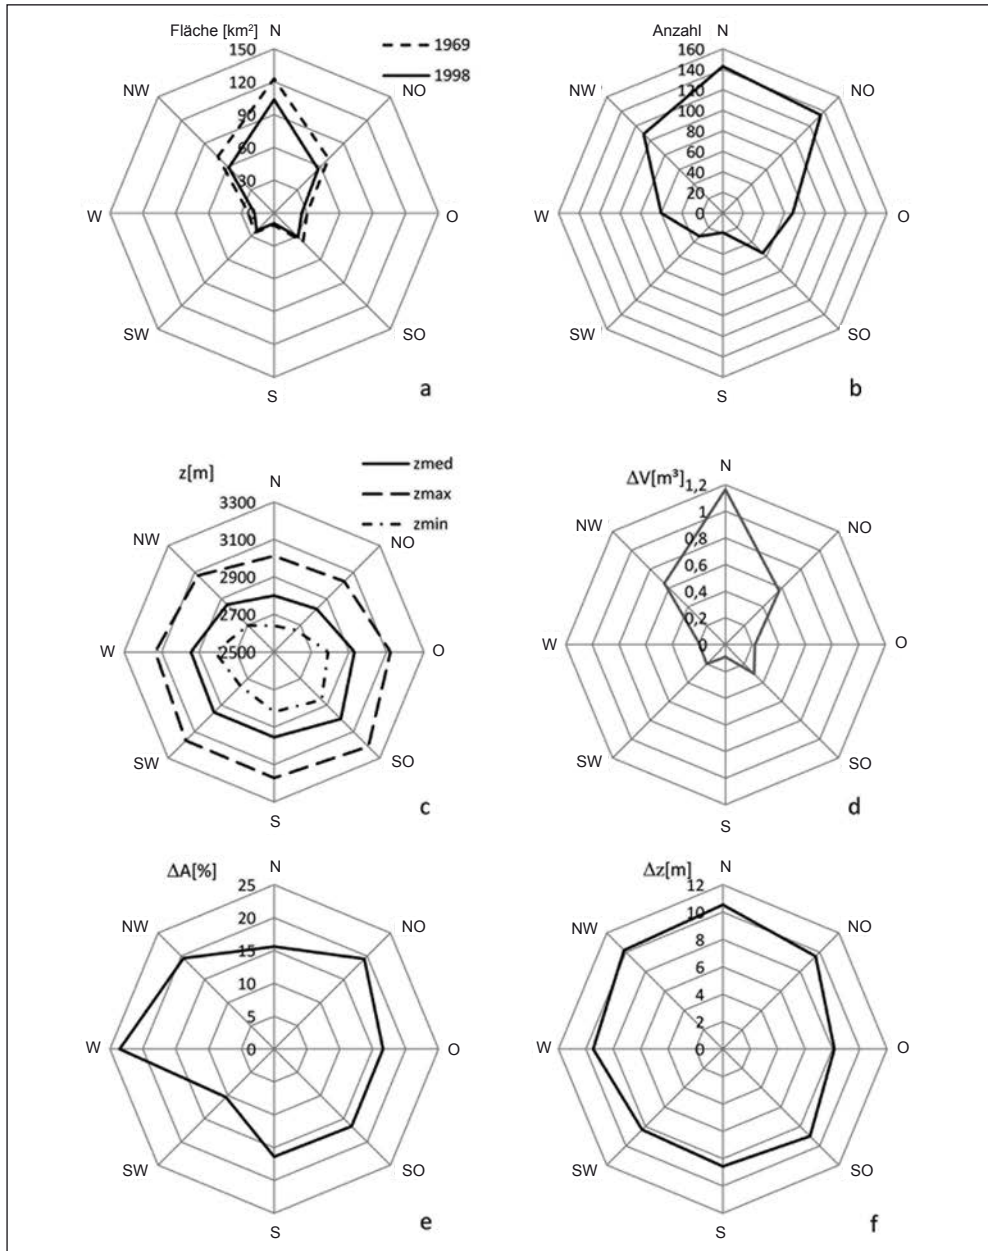 Fläche [km²] N
150
120
90
60
30
NW
NO
W
O
SW
SO
S
1969
1998
a
Anzahl N
160
140
120
100
80
60
40
20
0
NW
NO
W
O
SW
SO
S
b
z[m]
N
3300
3100
2900
2700
2500
NW
NO
W
O
SW
SO
S
zmed
zmax
zmin
c
ΔV[m³]
N
1,2
1
0,8
0,6
0,4
0,2
0
NW
NO
W
O
SW
SO
S
d
ΔA[%]
N
25
20
15
10
5
0
NW
NO
W
O
SW
SO
S
e
Δz[m]
N
12
10
8
6
4
2
0
NW
NO
W
O
SW
SO
S
f